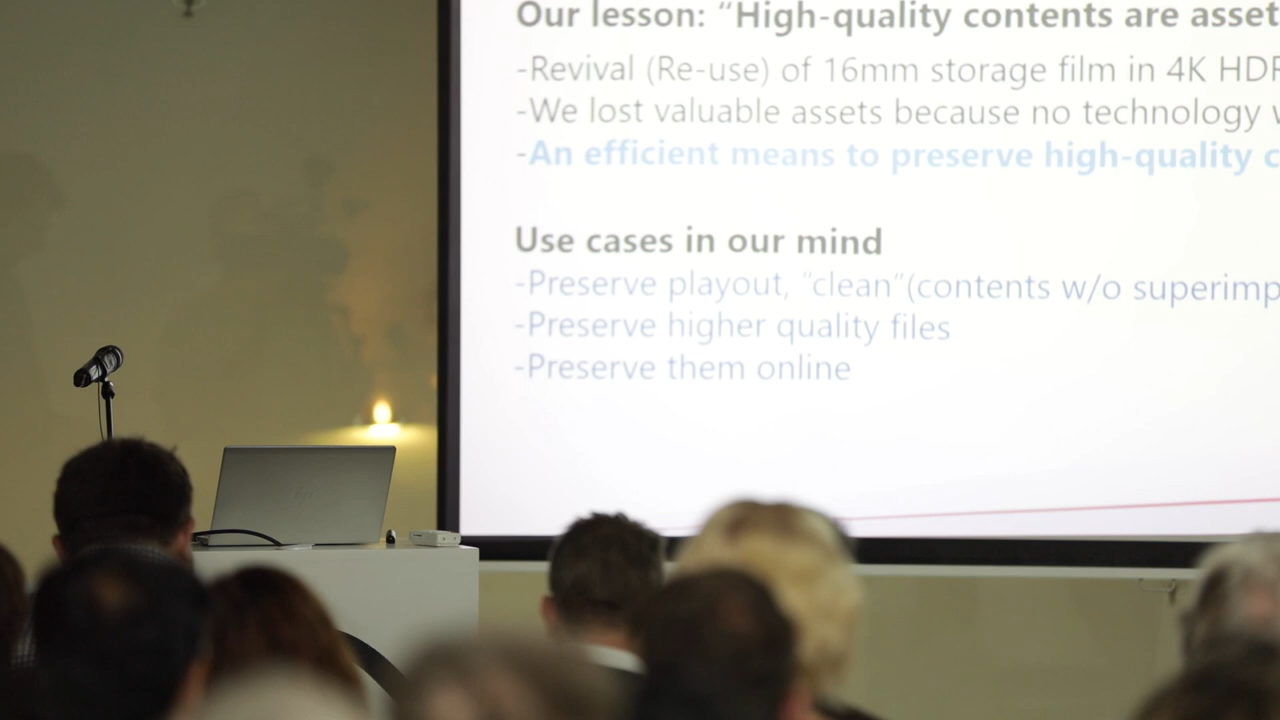 Our lesson: “High-quality contents are asset
-Revival (Re-use) of 16mm storage film in 4K HDR
-We lost valuable assets because no technology w
-An efficient means to preserve high-quality c
Use cases in our mind
-Preserve playout, “clean”(contents w/o superimp
-Preserve higher quality files
-Preserve them online
hp